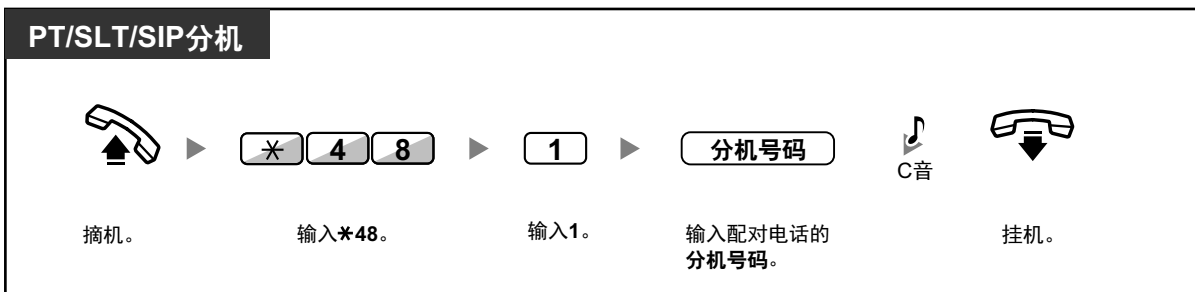 PT/SLT/SIP分机
✳ 4 8 1 分机号码
C音
摘机。 输入✳48。 输入1。 输入配对电话的 挂机。
分机号码。